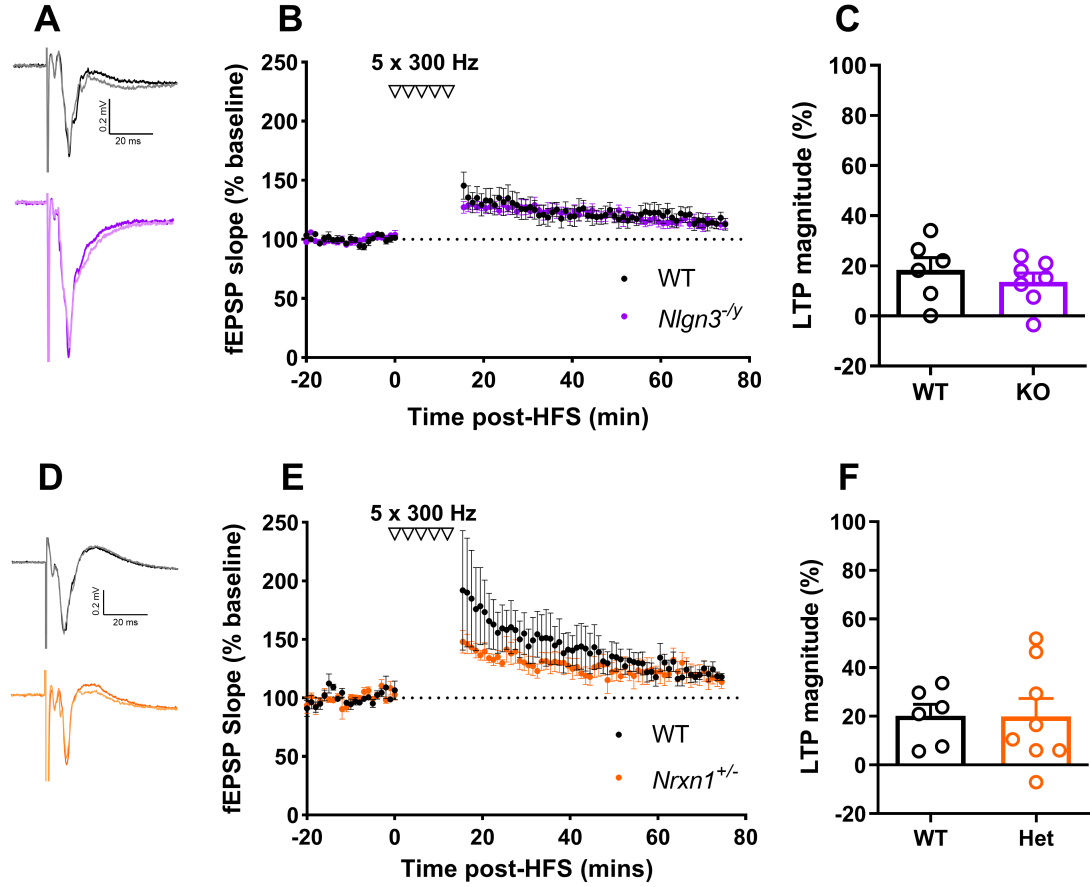 A
0.2 mV
20 ms
B
5 x 300 Hz
fEPSP slope (% baseline)
250
200
150
100
50
0
WT
Nlgn3-/y
-20
0
20
40
60
80
Time post-HFS (min)
C
LTP magnitude (%)
100
80
60
40
20
0
-20
WT
KO
D
0.2 mV
20 ms
E
5 x 300 Hz
fEPSP Slope (% baseline)
250
200
150
100
50
0
WT
Nrxn1+/-
-20
0
20
40
60
80
Time post-HFS (mins)
F
LTP magnitude (%)
100
80
60
40
20
0
-20
WT
Het